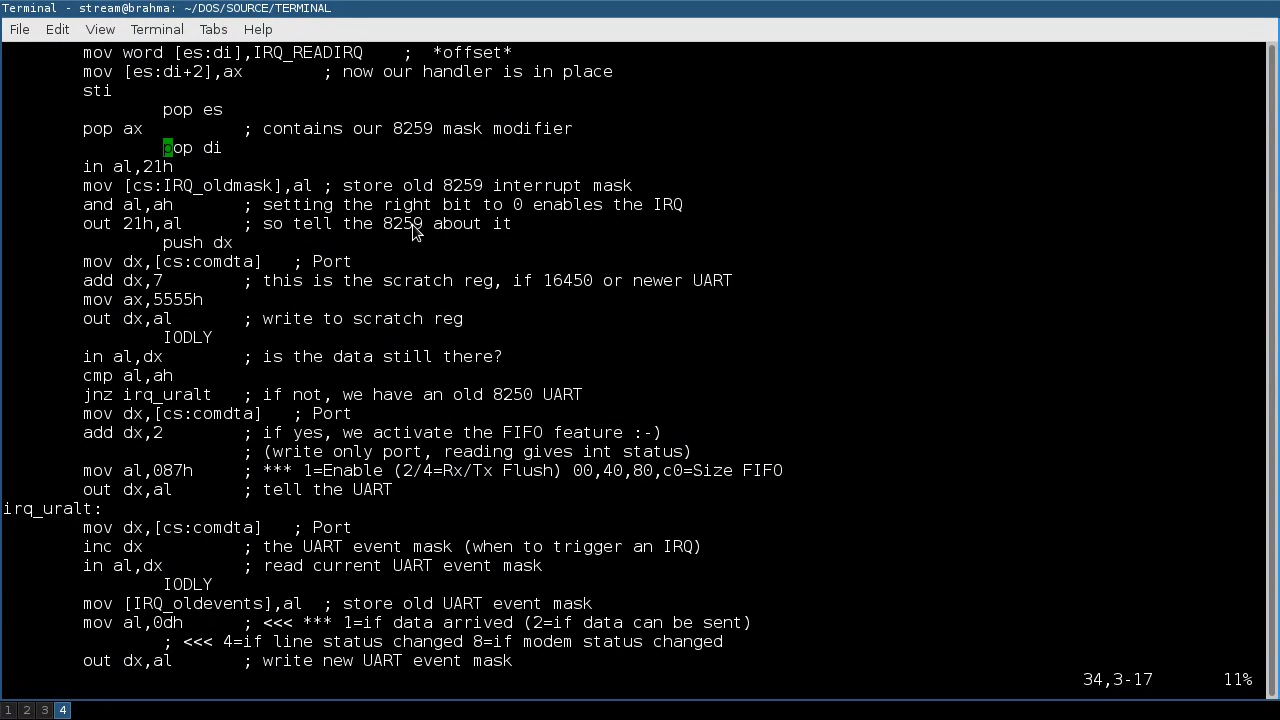 Terminal - stream@brahma: ~/DOS/SOURCE/TERMINAL
File Edit View Terminal Tabs Help
mov word [es:di],IRQ_READIRQ ; *offset*
mov [es:di+2],ax ; now our handler is in place
sti
pop es
pop ax ; contains our 8259 mask modifier
pop di
in al,21h
mov [cs:IRQ_oldmask],al ; store old 8259 interrupt mask
and al,ah ; setting the right bit to 0 enables the IRQ
out 21h,al ; so tell the 8259 about it
push dx
mov dx,[cs:comdta] ; Port
add dx,7 ; this is the scratch reg, if 16450 or newer UART
mov ax,5555h
out dx,al ; write to scratch reg
IODLY
in al,dx ; is the data still there?
cmp al,ah
jnz irq_uralt ; if not, we have an old 8250 UART
mov dx,[cs:comdta] ; Port
add dx,2 ; if yes, we activate the FIFO feature :-)
; (write only port, reading gives int status)
mov al,087h ; *** 1=Enable (2/4=Rx/Tx Flush) 00,40,80,c0=Size FIFO
out dx,al ; tell the UART
irq_uralt:
mov dx,[cs:comdta] ; Port
inc dx ; the UART event mask (when to trigger an IRQ)
in al,dx ; read current UART event mask
IODLY
mov [IRQ_oldevents],al ; store old UART event mask
mov al,0dh ; <<< *** 1=if data arrived (2=if data can be sent)
; <<< 4=if line status changed 8=if modem status changed
out dx,al ; write new UART event mask
34,3-17 11%
1 2 3 4